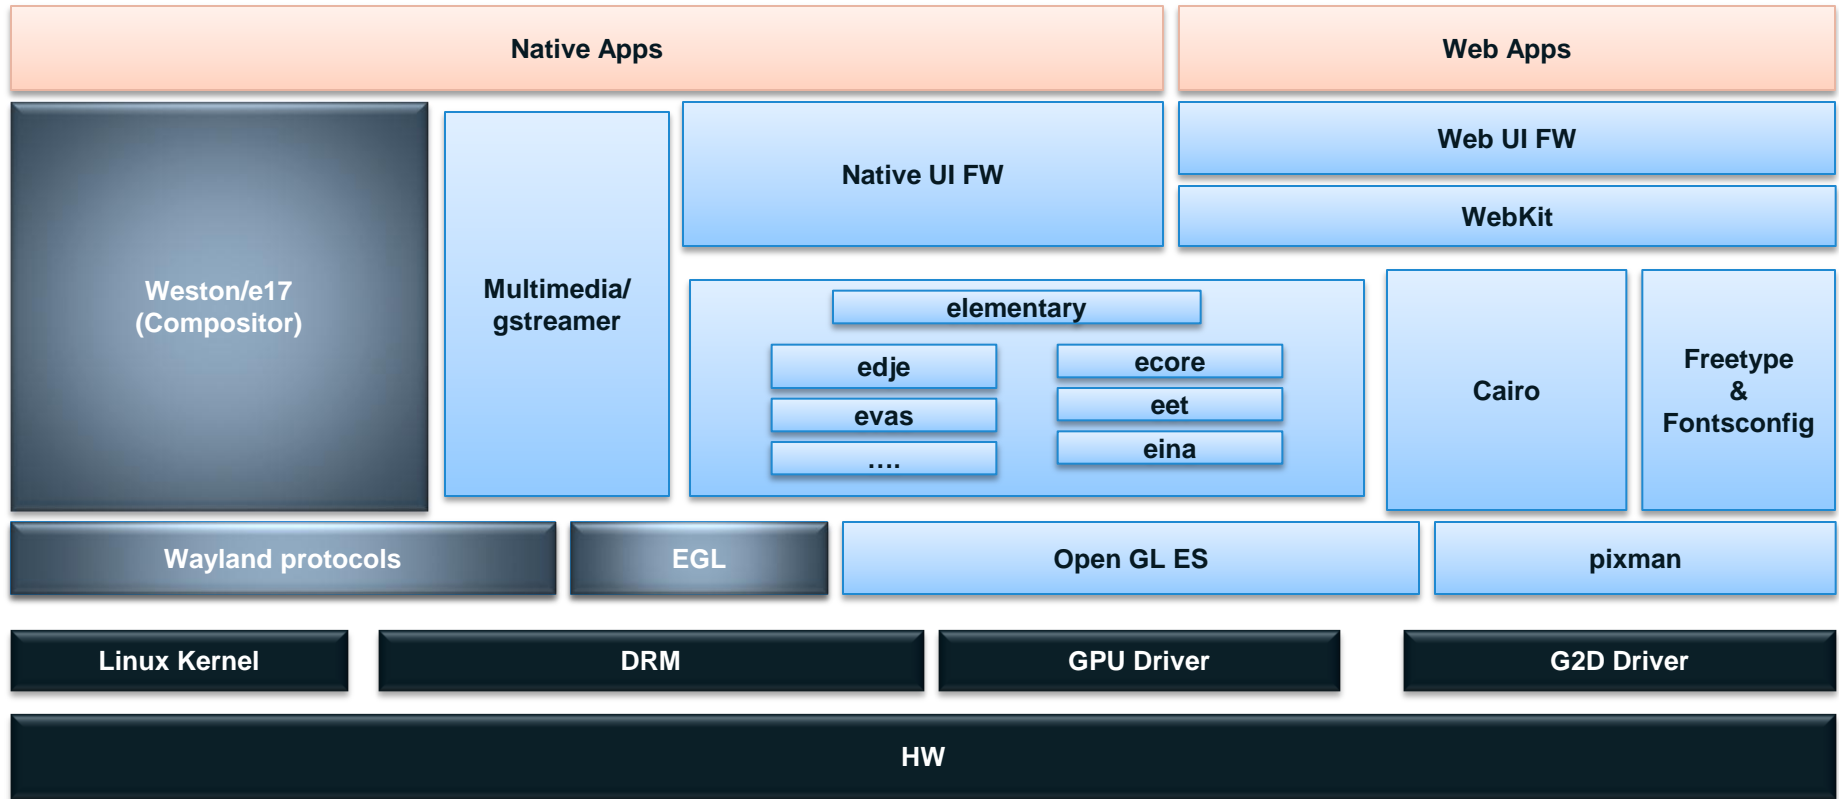 Native Apps
Web Apps
Weston/e17
(Compositor)
Multimedia/
gstreamer
Native UI FW
Web UI FW
WebKit
elementary
edje
evas
....
ecore
eet
eina
Cairo
Freetype
&
Fontsconfig
Wayland protocols
EGL
Open GL ES
pixman
Linux Kernel
DRM
GPU Driver
G2D Driver
HW